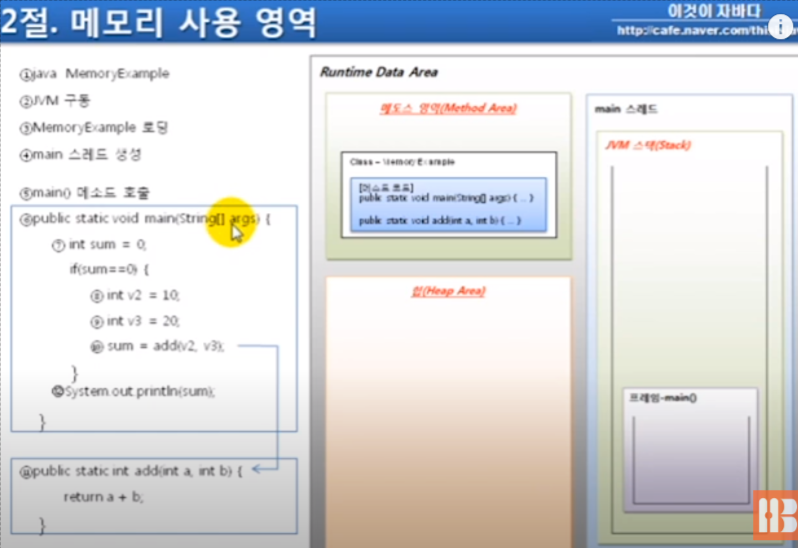 2절. 메모리 사용 영역
이것이 자바다
http://cafe.naver.com/thi
①java MemoryExample
②JVM 구동
③MemoryExample 로딩
④main 스레드 생성
⑤main() 메소드 호출
⑥public static void main(String[] args) {
⑦ int sum = 0;
if(sum==0) {
⑧ int v2 = 10;
⑨ int v3 = 20;
⑩ sum = add(v2, v3);
}
⑫System.out.println(sum);
}
⑪public static int add(int a, int b) {
return a + b;
}
Runtime Data Area
메소드 영역(Method Area)
Class – MemoryExample
[메소드 코드]
public static void main(String[] args) { ... }
public static void add(int a, int b) { ... }
힙(Heap Area)
main 스레드
JVM 스택(Stack)
프레임-main()